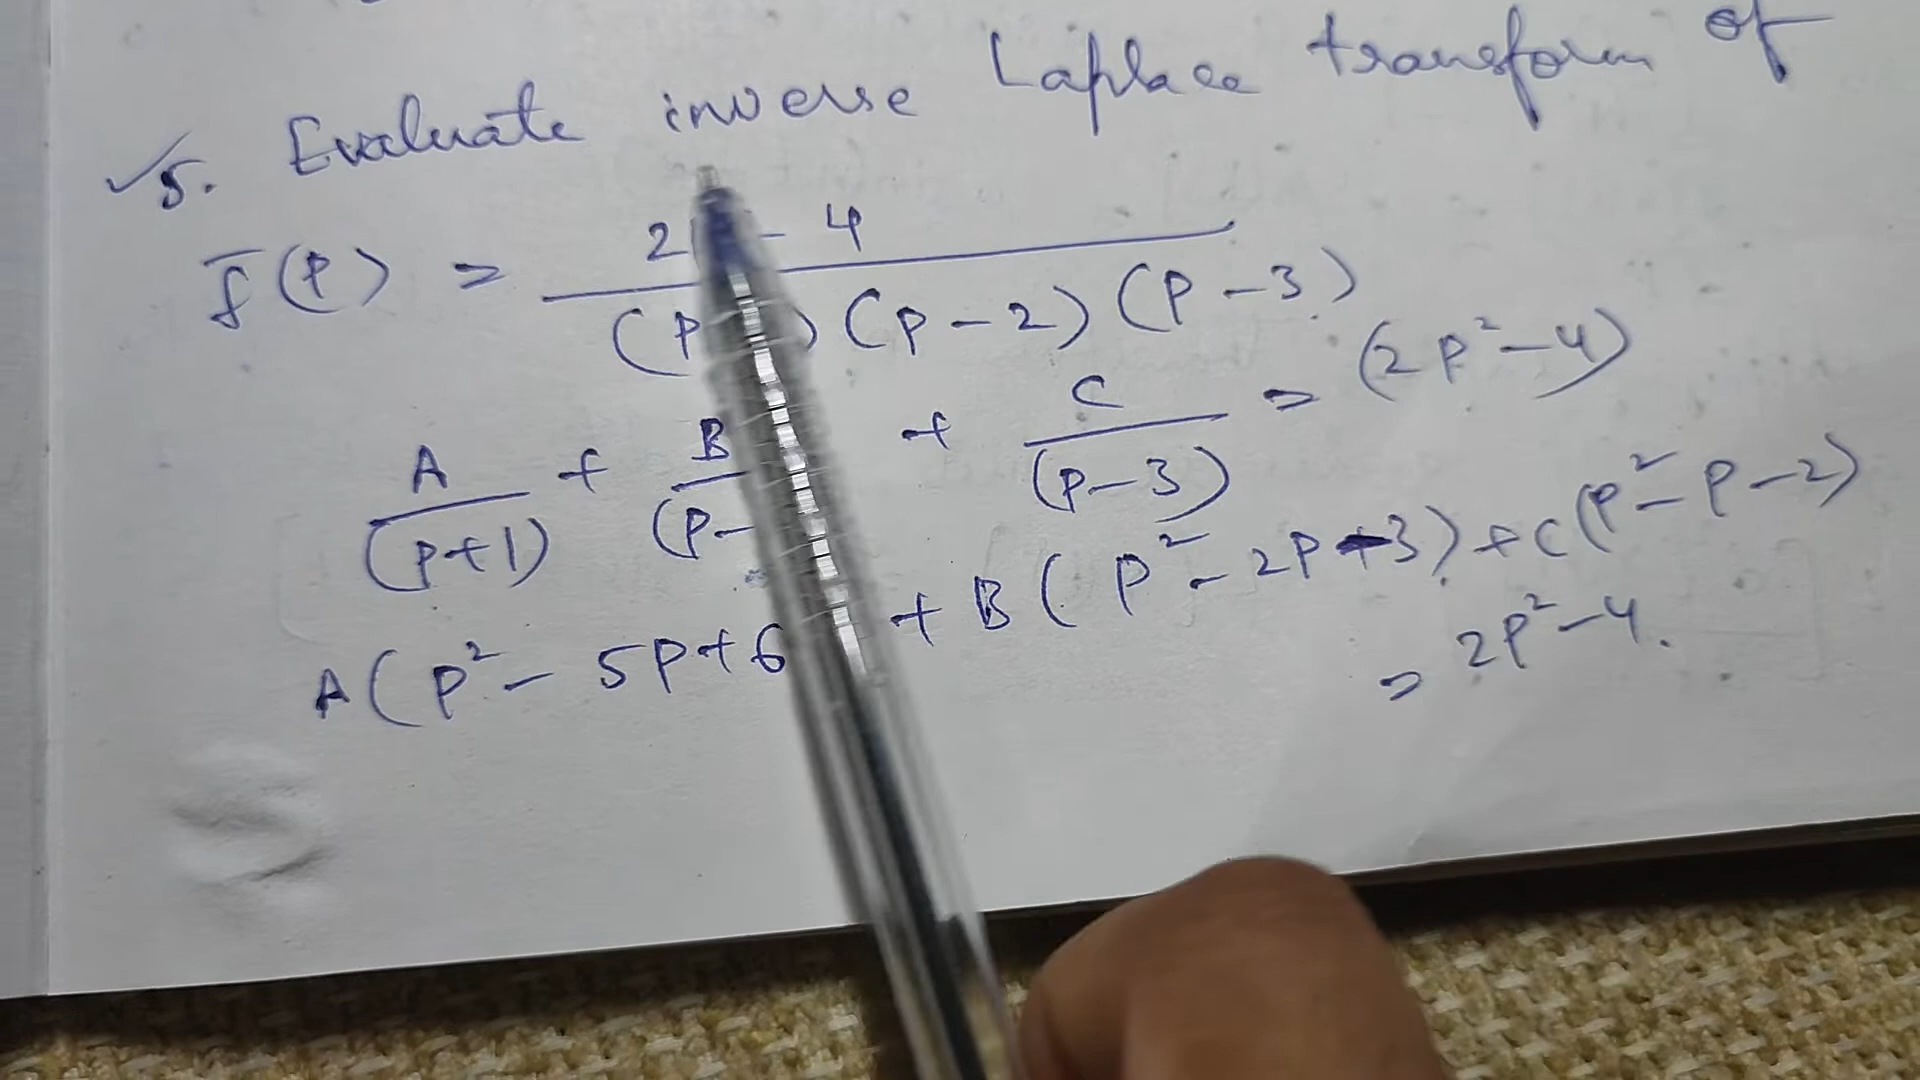 5. Evaluate inverse Laplace transform of
f̄(P) = 2 - 4
(P ) (P - 2) (P - 3)
A/(P+1) + B/(P- + C/(P-3) = (2P² - 4)
A(P² - 5P + 6 + B(P² - 2P - 3) + C(P² - P - 2)
= 2P² - 4.